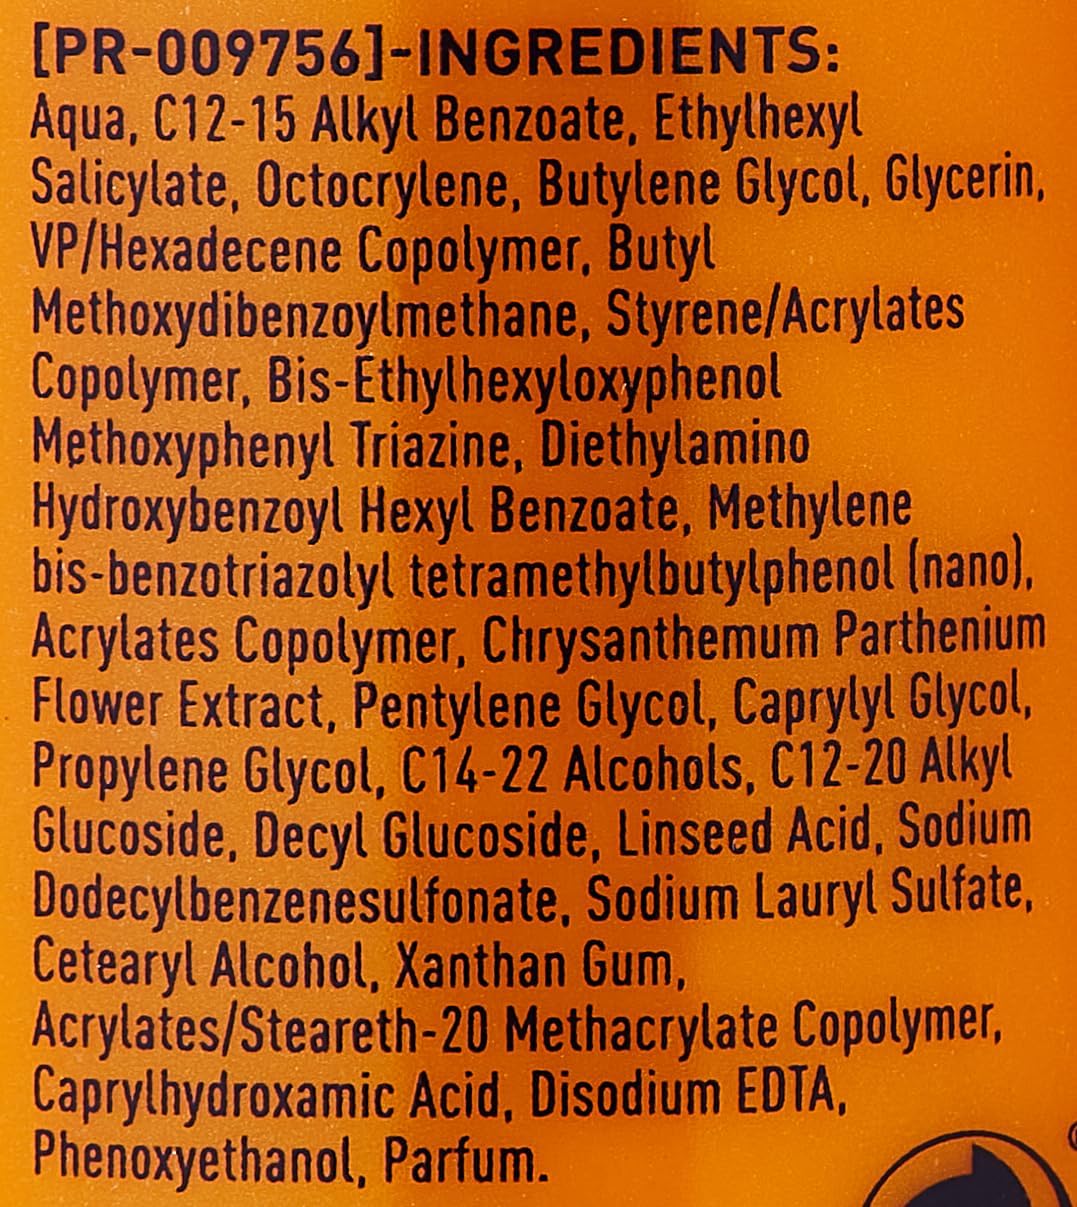 [PR-009756]-INGREDIENTS:
Aqua, C12-15 Alkyl Benzoate, Ethylhexyl
Salicylate, Octocrylene, Butylene Glycol, Glycerin,
VP/Hexadecene Copolymer, Butyl
Methoxydibenzoylmethane, Styrene/Acrylates
Copolymer, Bis-Ethylhexyloxyphenol
Methoxyphenyl Triazine, Diethylamino
Hydroxybenzoyl Hexyl Benzoate, Methylene
bis-benzotriazolyl tetramethylbutylphenol (nano),
Acrylates Copolymer, Chrysanthemum Parthenium
Flower Extract, Pentylene Glycol, Caprylyl Glycol,
Propylene Glycol, C14-22 Alcohols, C12-20 Alkyl
Glucoside, Decyl Glucoside, Linseed Acid, Sodium
Dodecylbenzenesulfonate, Sodium Lauryl Sulfate,
Cetearyl Alcohol, Xanthan Gum,
Acrylates/Steareth-20 Methacrylate Copolymer,
Caprylhydroxamic Acid, Disodium EDTA,
Phenoxyethanol, Parfum.